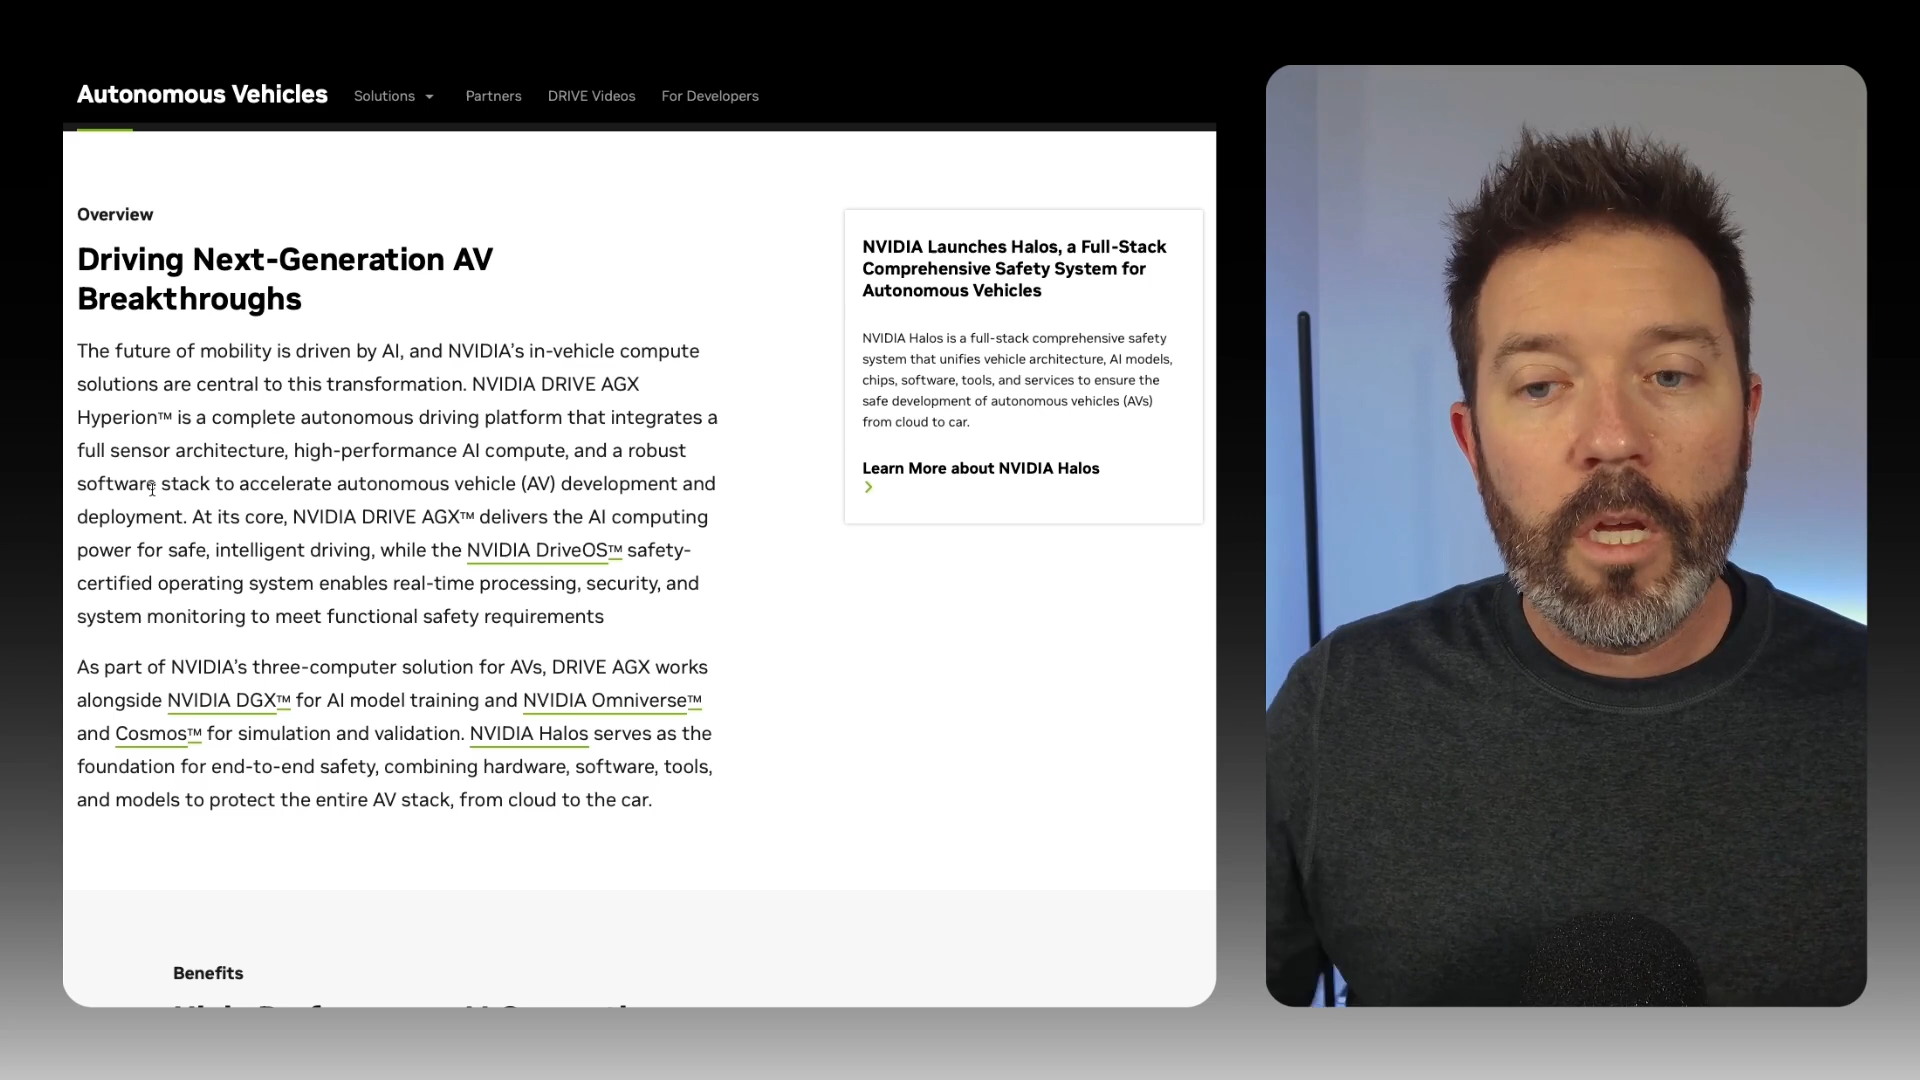 Autonomous Vehicles Solutions Partners DRIVE Videos For Developers
Overview
Driving Next-Generation AV
Breakthroughs
The future of mobility is driven by AI, and NVIDIA’s in-vehicle compute
solutions are central to this transformation. NVIDIA DRIVE AGX
Hyperion™ is a complete autonomous driving platform that integrates a
full sensor architecture, high-performance AI compute, and a robust
software stack to accelerate autonomous vehicle (AV) development and
deployment. At its core, NVIDIA DRIVE AGX™ delivers the AI computing
power for safe, intelligent driving, while the NVIDIA DriveOS™ safety-
certified operating system enables real-time processing, security, and
system monitoring to meet functional safety requirements
As part of NVIDIA’s three-computer solution for AVs, DRIVE AGX works
alongside NVIDIA DGX™ for AI model training and NVIDIA Omniverse™
and Cosmos™ for simulation and validation. NVIDIA Halos serves as the
foundation for end-to-end safety, combining hardware, software, tools,
and models to protect the entire AV stack, from cloud to the car.
NVIDIA Launches Halos, a Full-Stack
Comprehensive Safety System for
Autonomous Vehicles
NVIDIA Halos is a full-stack comprehensive safety
system that unifies vehicle architecture, AI models,
chips, software, tools, and services to ensure the
safe development of autonomous vehicles (AVs)
from cloud to car.
Learn More about NVIDIA Halos
Benefits